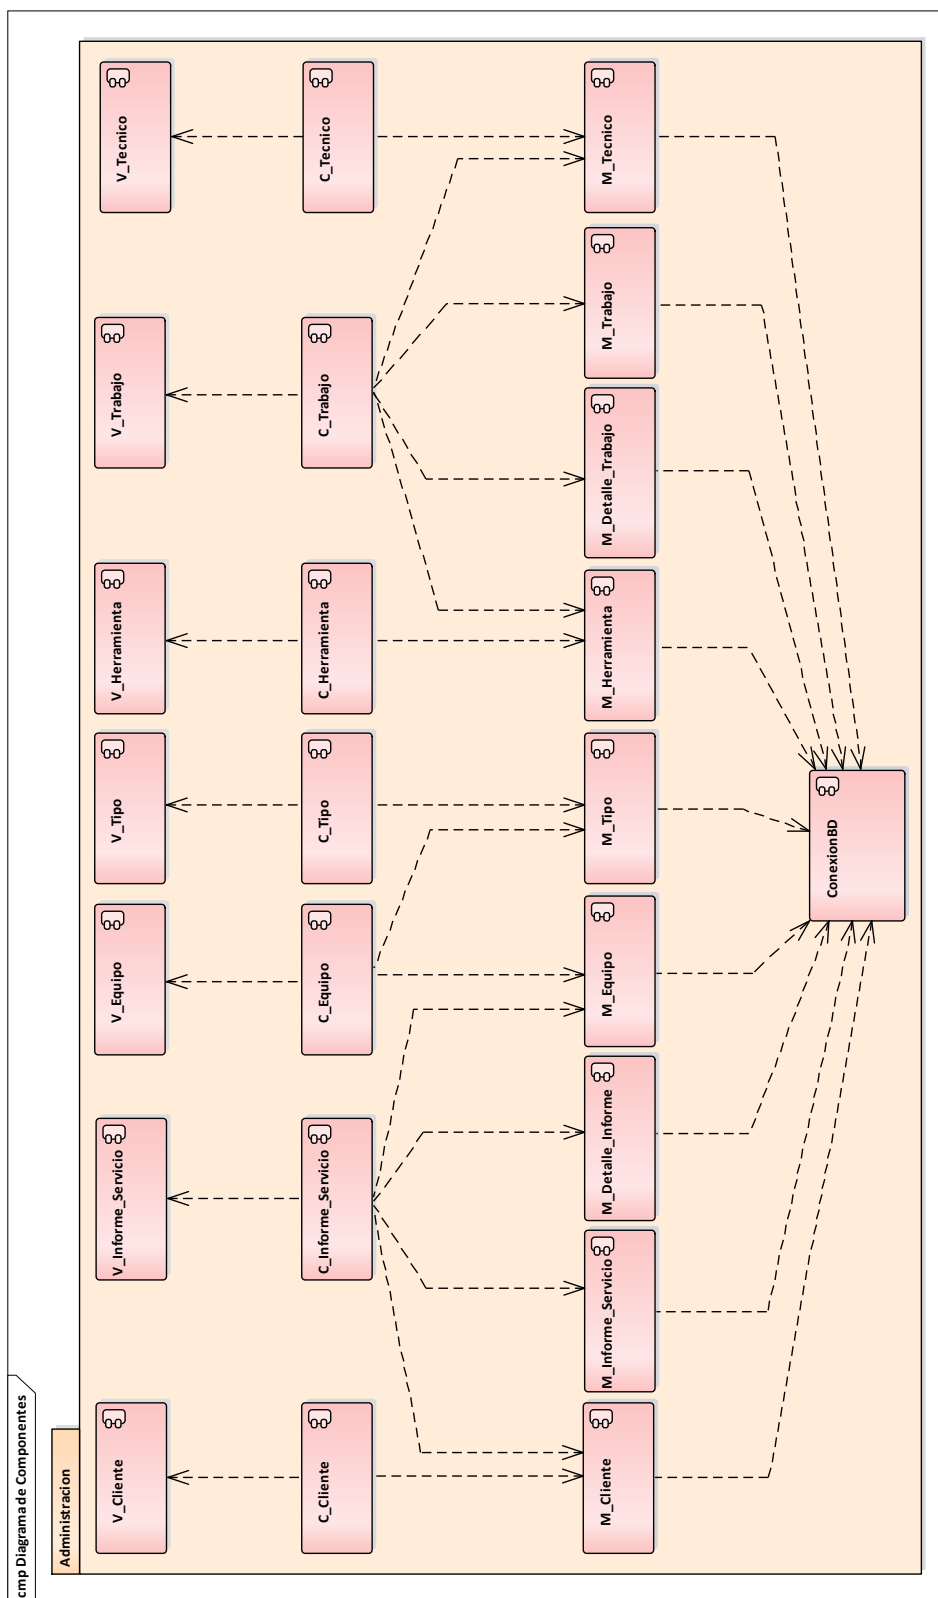 cmp Diagrama de Componentes
Administracion
V_Cliente
V_Informe_Servicio
V_Equipo
V_Tipo
V_Herramienta
V_Trabajo
V_Tecnico
C_Cliente
C_Informe_Servicio
C_Equipo
C_Tipo
C_Herramienta
C_Trabajo
C_Tecnico
M_Cliente
M_Informe_Servicio
M_Detalle_Informe
M_Equipo
M_Tipo
M_Herramienta
M_Detalle_Trabajo
M_Trabajo
M_Tecnico
ConexionBD